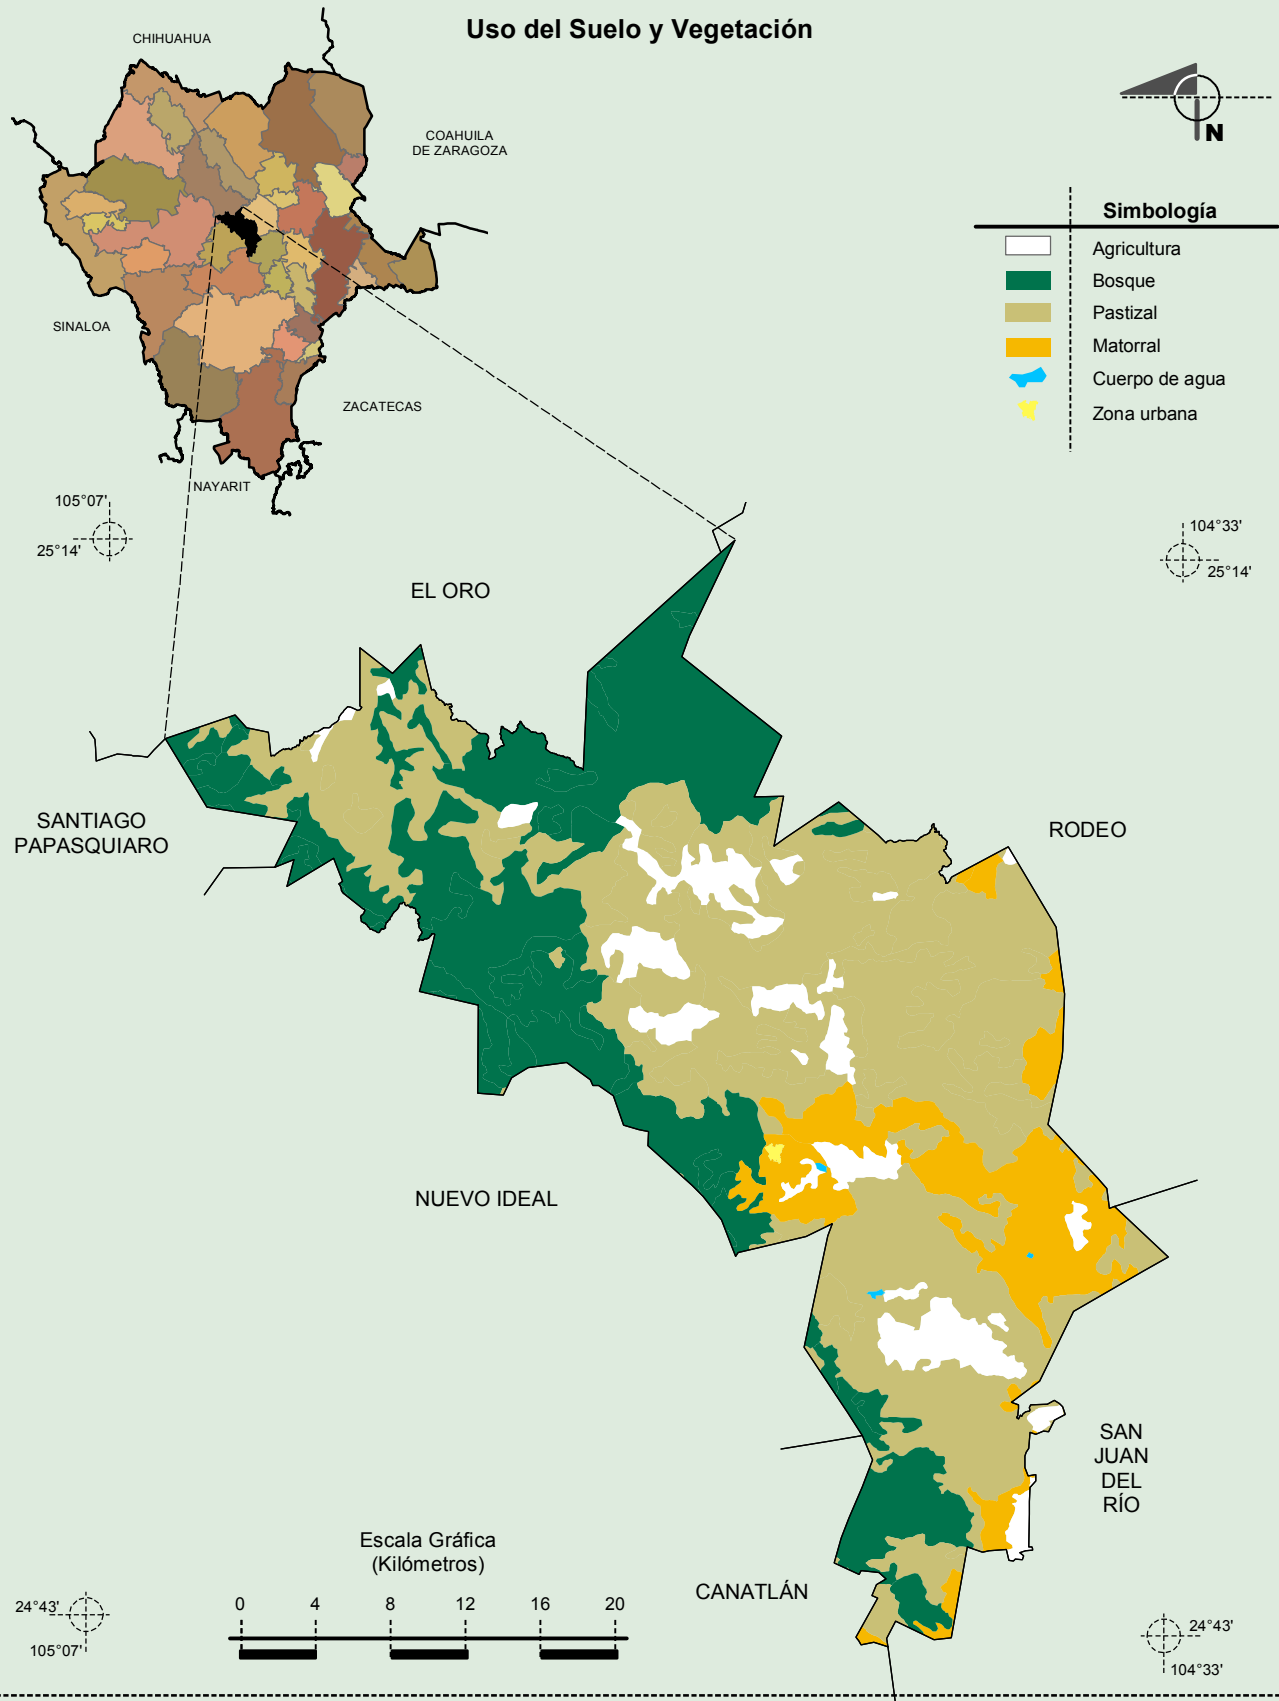 Uso del Suelo y Vegetación
CHIHUAHUA
COAHUILA
DE ZARAGOZA
SINALOA
ZACATECAS
NAYARIT
N
Simbología
Agricultura
Bosque
Pastizal
Matorral
Cuerpo de agua
Zona urbana
105°07'
25°14'
104°33'
25°14'
EL ORO
SANTIAGO
PAPASQUIARO
RODEO
NUEVO IDEAL
SAN
JUAN
DEL
RÍO
CANATLÁN
Escala Gráfica
(Kilómetros)
0 4 8 12 16 20
24°43'
105°07'
24°43'
104°33'